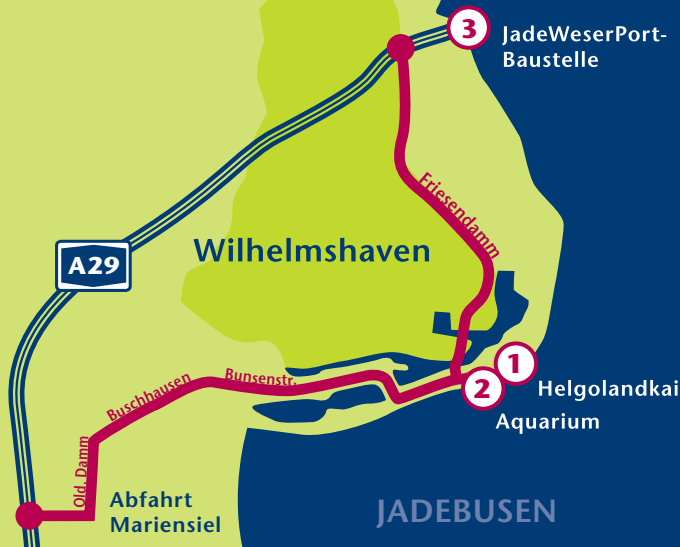 3
JadeWeserPort-
Baustelle
Friesendamm
Wilhelmshaven
A29
1
2
Helgolandkai
Aquarium
Bunsenstr.
Buschhausen
Old. Damm
Abfahrt
Mariensiel
JADEBUSEN